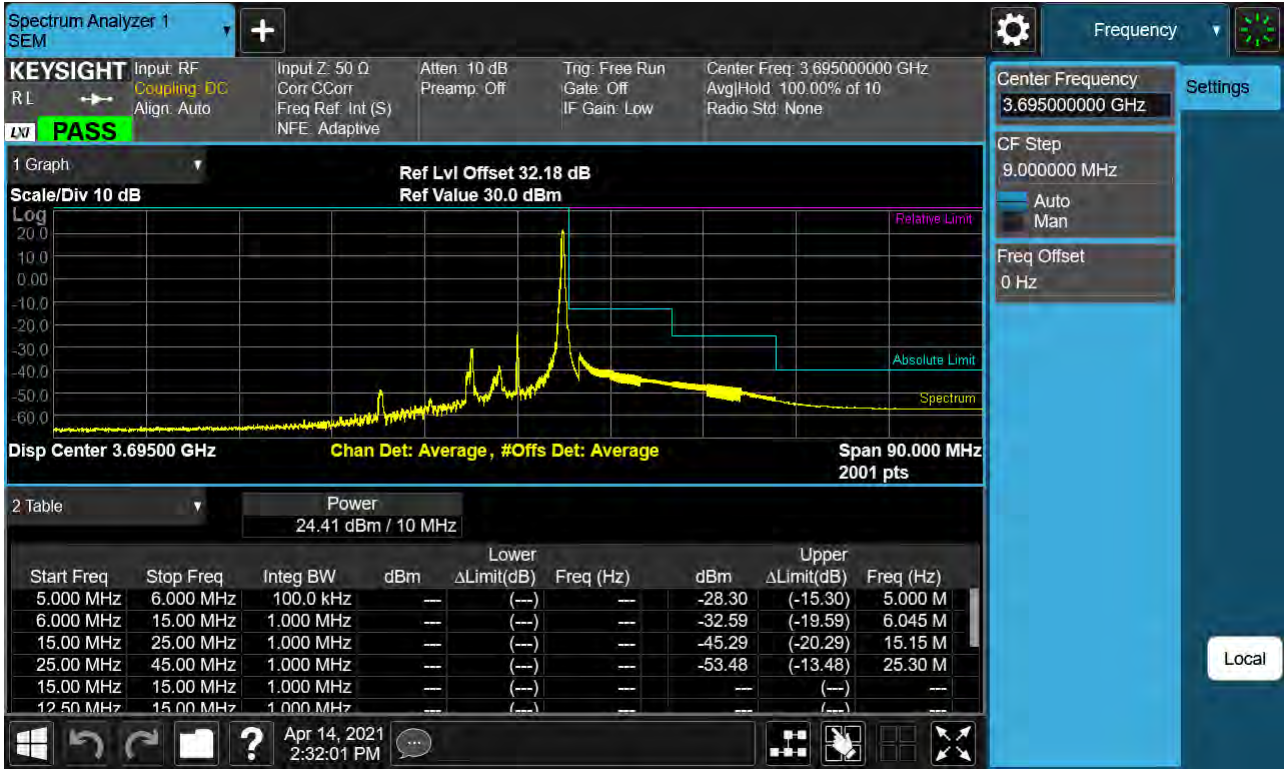 Spectrum Analyzer 1
SEM
+
Frequency
KEYSIGHT
RL
LXI PASS
Input: RF
Coupling: DC
Align: Auto
Input Z: 50 Ω
Corr CCorr
Freq Ref: Int (S)
NFE: Adaptive
Atten: 10 dB
Preamp: Off
Trig: Free Run
Gate: Off
IF Gain: Low
Center Freq: 3.695000000 GHz
Avg|Hold: 100.00% of 10
Radio Std: None
Center Frequency
3.695000000 GHz
Settings
CF Step
9.000000 MHz
Auto
Man
Freq Offset
0 Hz
Local
1 Graph
Scale/Div 10 dB
Ref Lvl Offset 32.18 dB
Ref Value 30.0 dBm
Log
20.0
10.0
0.00
-10.0
-20.0
-30.0
-40.0
-50.0
-60.0
Relative Limit
Absolute Limit
Spectrum
Disp Center 3.69500 GHz
Chan Det: Average , #Offs Det: Average
Span 90.000 MHz
2001 pts
2 Table
Power
24.41 dBm / 10 MHz
Lower Upper
Start Freq Stop Freq Integ BW dBm ΔLimit(dB) Freq (Hz) dBm ΔLimit(dB) Freq (Hz)
5.000 MHz 6.000 MHz 100.0 kHz --- (---) --- -28.30 (-15.30) 5.000 M
6.000 MHz 15.00 MHz 1.000 MHz --- (---) --- -32.59 (-19.59) 6.045 M
15.00 MHz 25.00 MHz 1.000 MHz --- (---) --- -45.29 (-20.29) 15.15 M
25.00 MHz 45.00 MHz 1.000 MHz --- (---) --- -53.48 (-13.48) 25.30 M
15.00 MHz 15.00 MHz 1.000 MHz --- (---) --- --- (---) ---
12.50 MHz 15.00 MHz 1.000 MHz --- (---) --- --- (---) ---
?
Apr 14, 2021
2:32:01 PM